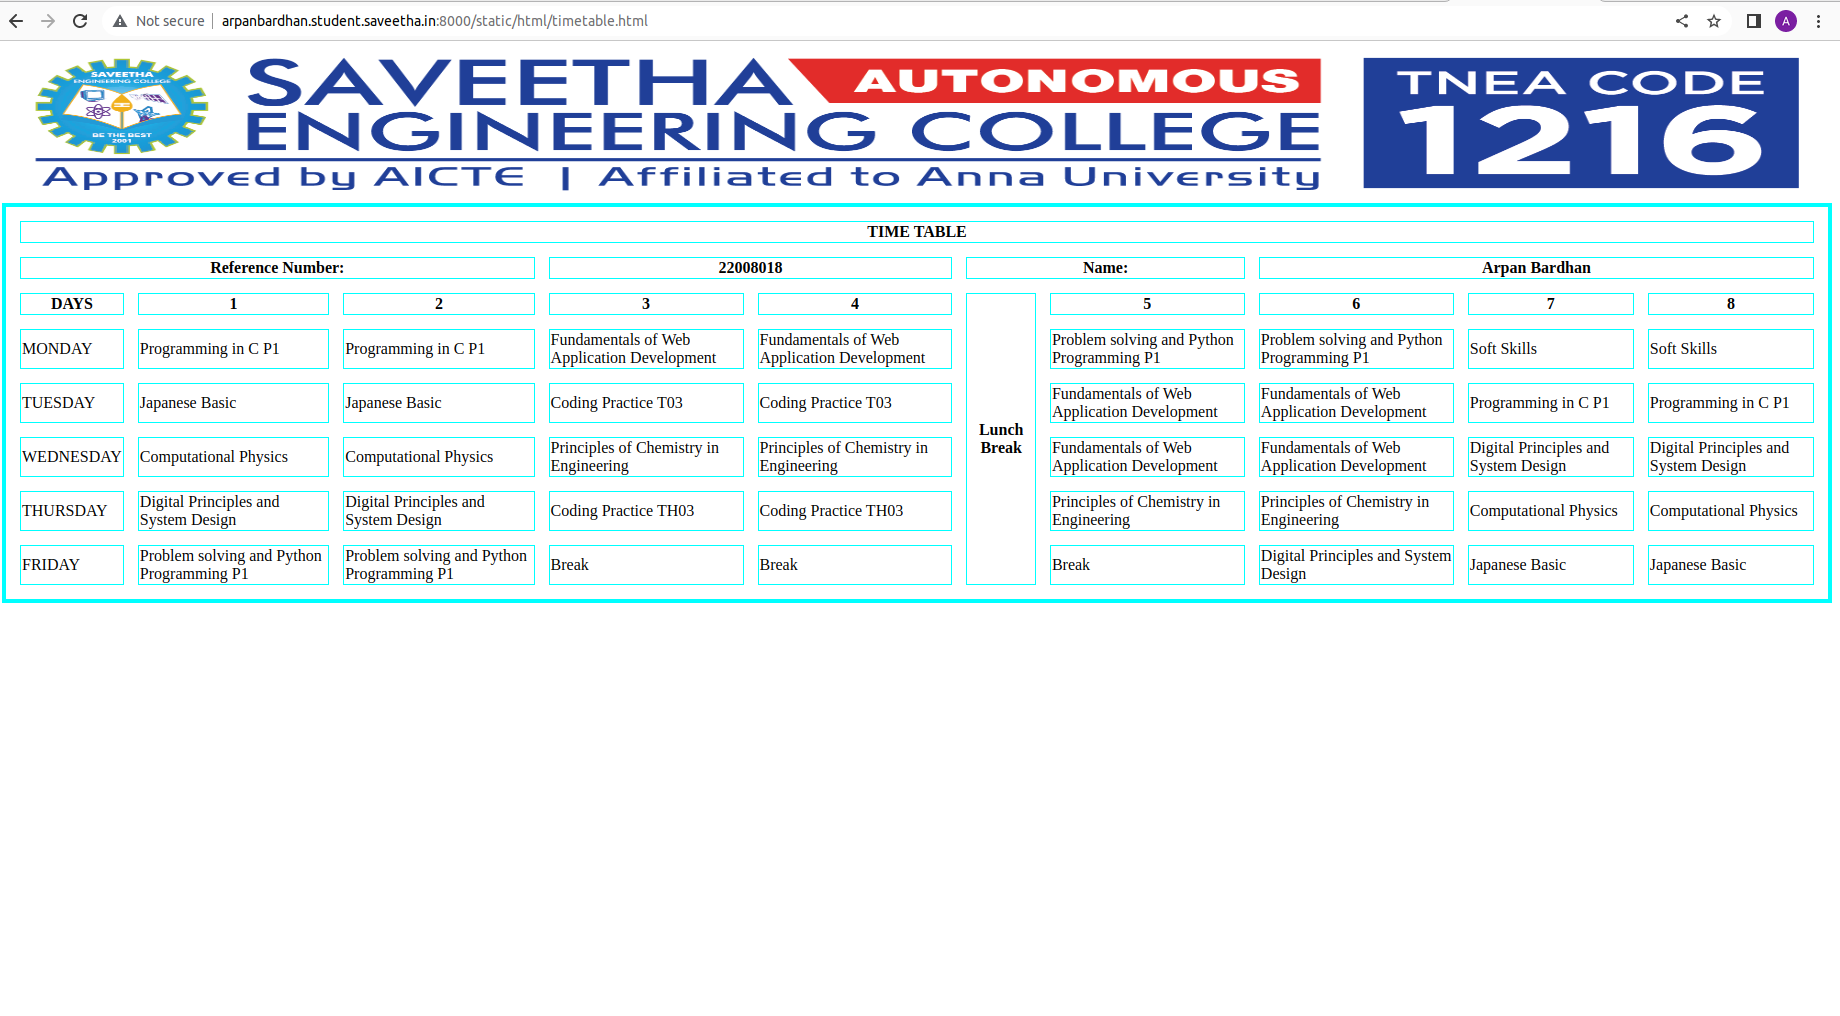 Not secure | arpanbardhan.student.saveetha.in:8000/static/html/timetable.html
A
SAVEETHA
ENGINEERING COLLEGE
BE THE BEST
2001
SAVEETHA AUTONOMOUS
ENGINEERING COLLEGE
Approved by AICTE | Affiliated to Anna University
TNEA CODE
1216
TIME TABLE
Reference Number: 22008018 Name: Arpan Bardhan
DAYS 1 2 3 4 Lunch Break 5 6 7 8
MONDAY Programming in C P1 Programming in C P1 Fundamentals of Web Application Development Fundamentals of Web Application Development Problem solving and Python Programming P1 Problem solving and Python Programming P1 Soft Skills Soft Skills
TUESDAY Japanese Basic Japanese Basic Coding Practice T03 Coding Practice T03 Fundamentals of Web Application Development Fundamentals of Web Application Development Programming in C P1 Programming in C P1
WEDNESDAY Computational Physics Computational Physics Principles of Chemistry in Engineering Principles of Chemistry in Engineering Fundamentals of Web Application Development Fundamentals of Web Application Development Digital Principles and System Design Digital Principles and System Design
THURSDAY Digital Principles and System Design Digital Principles and System Design Coding Practice TH03 Coding Practice TH03 Principles of Chemistry in Engineering Principles of Chemistry in Engineering Computational Physics Computational Physics
FRIDAY Problem solving and Python Programming P1 Problem solving and Python Programming P1 Break Break Break Digital Principles and System Design Japanese Basic Japanese Basic